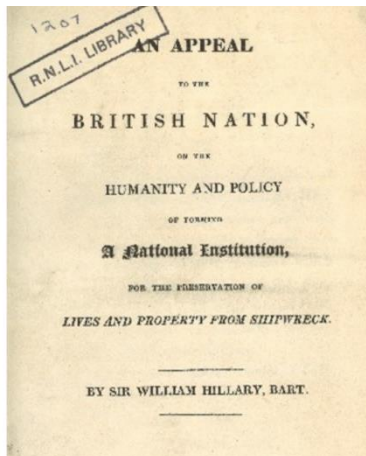 1207
R.N.L.I. LIBRARY
AN APPEAL
TO THE
BRITISH NATION,
ON THE
HUMANITY AND POLICY
OF FORMING
A National Institution,
FOR THE PRESERVATION OF
LIVES AND PROPERTY FROM SHIPWRECK.
BY SIR WILLIAM HILLARY, BART.